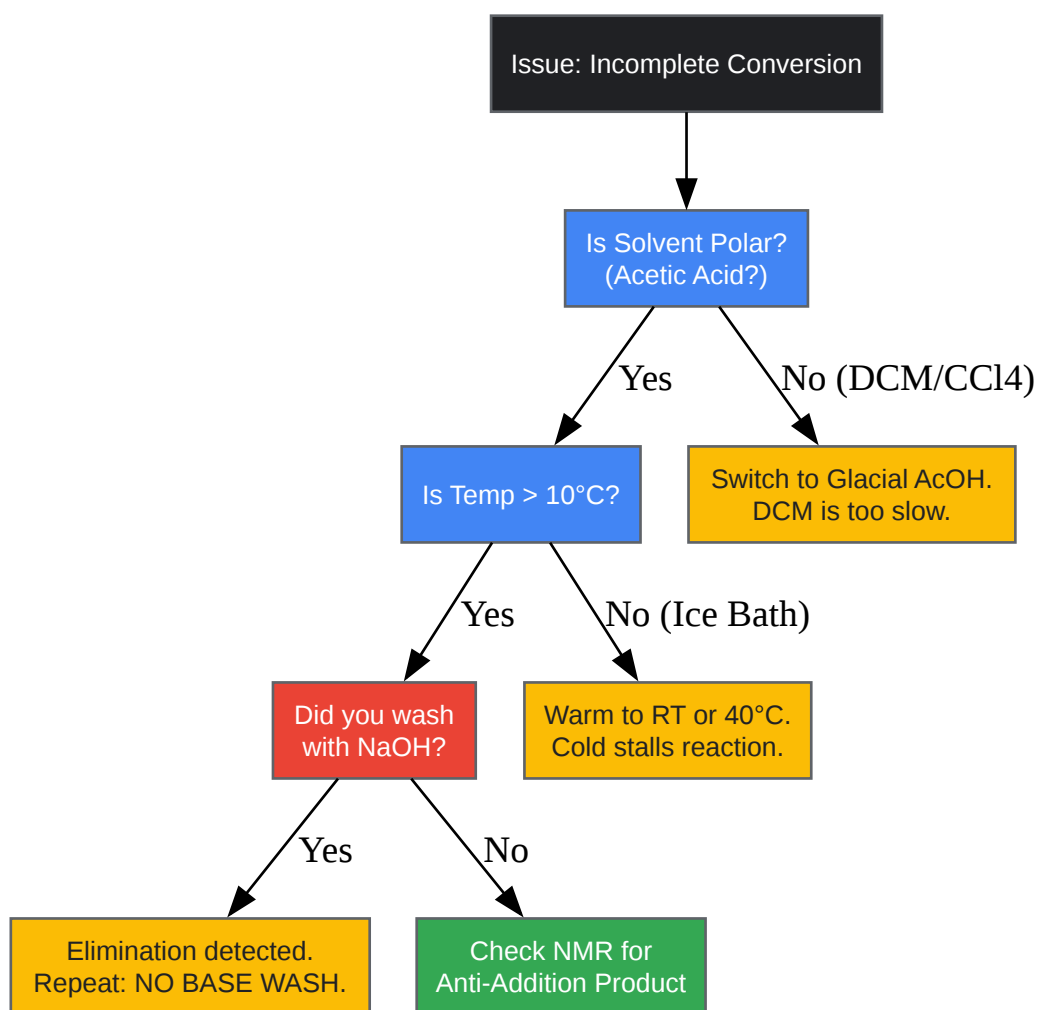 Issue: Incomplete Conversion
Is Solvent Polar?
(Acetic Acid?)
Yes
No (DCM/CCl4)
Is Temp > 10°C?
Switch to Glacial AcOH.
DCM is too slow.
Yes
No (Ice Bath)
Did you wash
with NaOH?
Warm to RT or 40°C.
Cold stalls reaction.
Yes
No
Elimination detected.
Repeat: NO BASE WASH.
Check NMR for
Anti-Addition Product